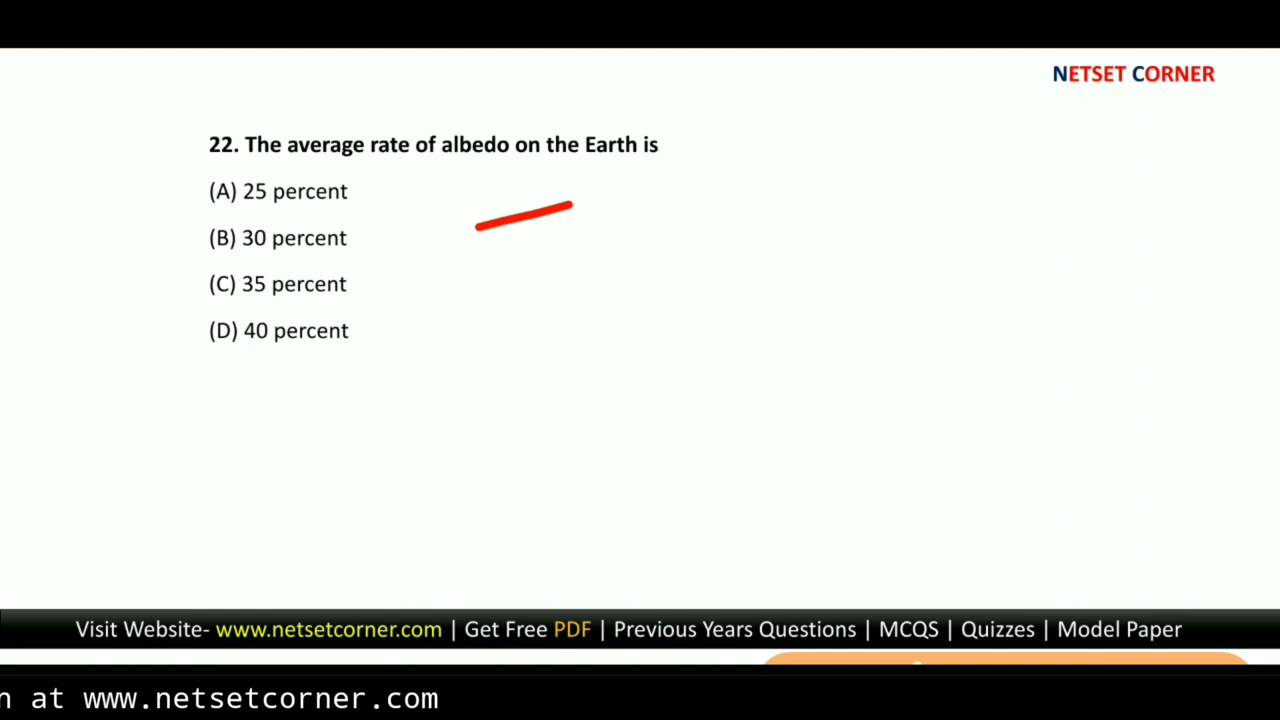 NETSET CORNER
22. The average rate of albedo on the Earth is
(A) 25 percent
(B) 30 percent
(C) 35 percent
(D) 40 percent
Visit Website- www.netsetcorner.com | Get Free PDF | Previous Years Questions | MCQS | Quizzes | Model Paper
at www.netsetcorner.com